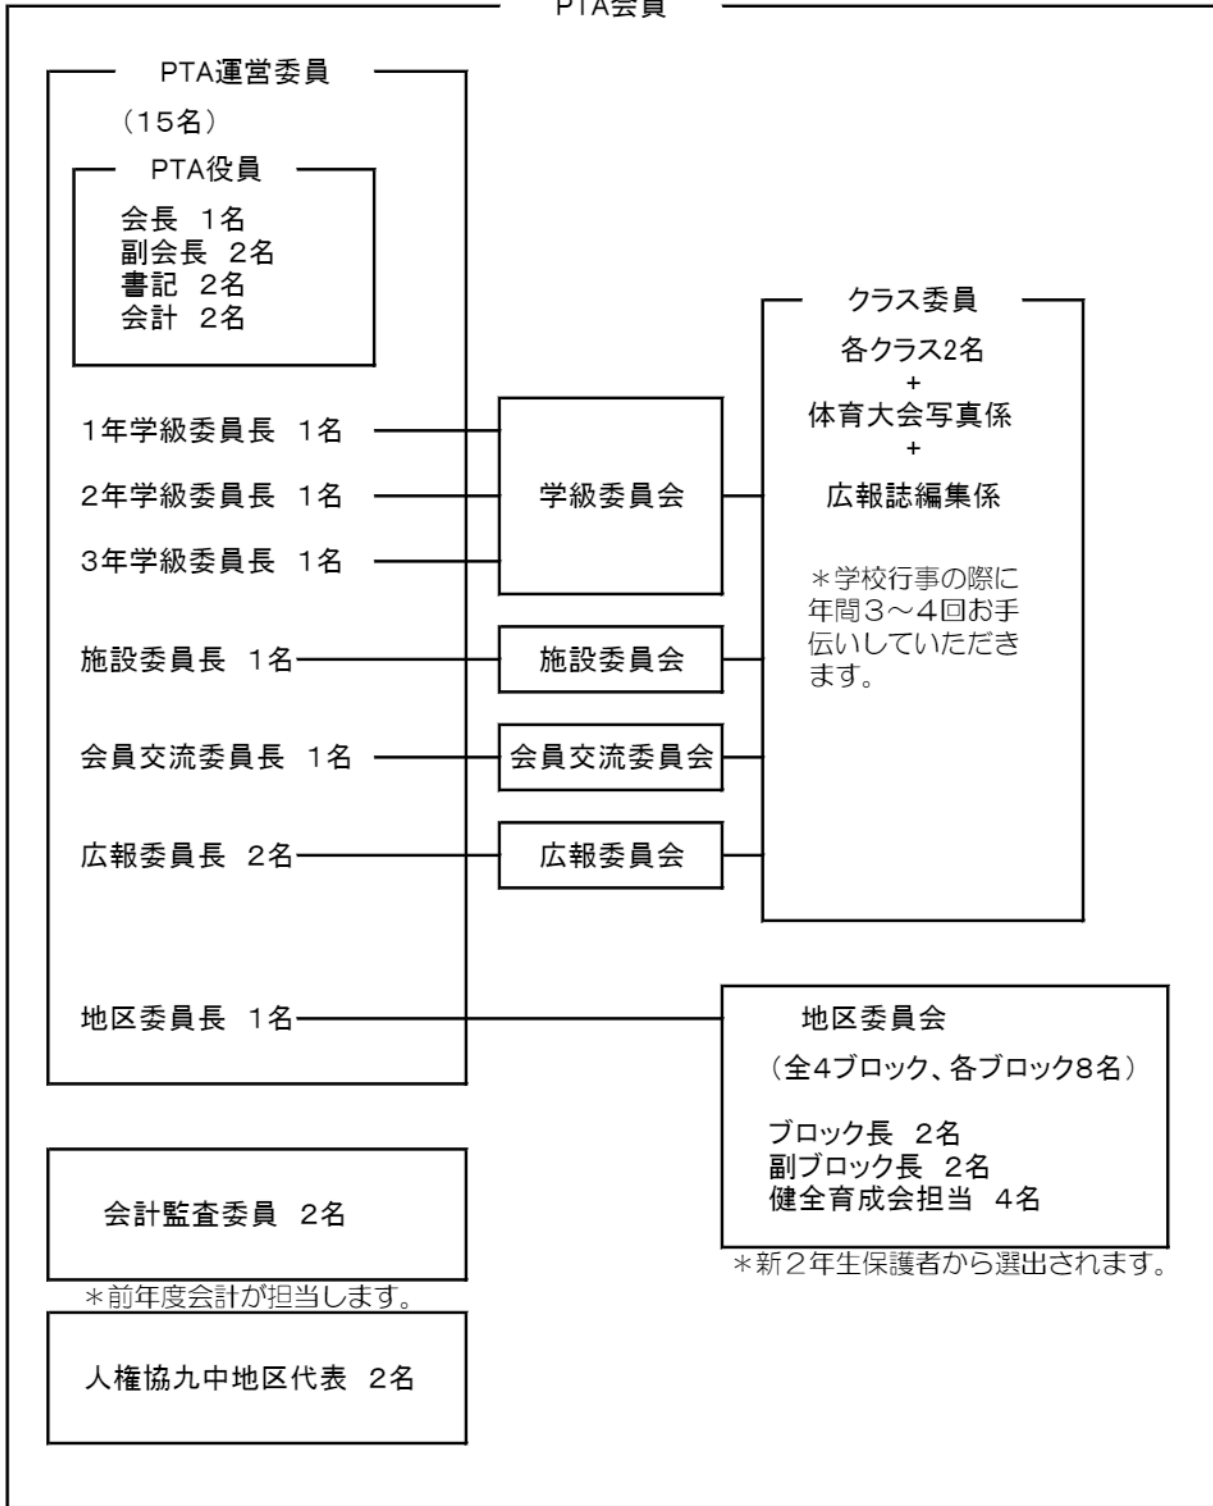 PTA会員
PTA運営委員
（15名）
PTA役員
会長 1名
副会長 2名
書記 2名
会計 2名
1年学級委員長 1名
2年学級委員長 1名
3年学級委員長 1名
施設委員長 1名
会員交流委員長 1名
広報委員長 2名
地区委員長 1名
学級委員会
施設委員会
会員交流委員会
広報委員会
クラス委員
各クラス2名
+
体育大会写真係
+
広報誌編集係
＊学校行事の際に
年間３～４回お手
伝いしていただき
ます。
地区委員会
（全4ブロック、各ブロック8名）
ブロック長 2名
副ブロック長 2名
健全育成会担当 4名
＊新２年生保護者から選出されます。
会計監査委員 2名
＊前年度会計が担当します。
人権協九中地区代表 2名